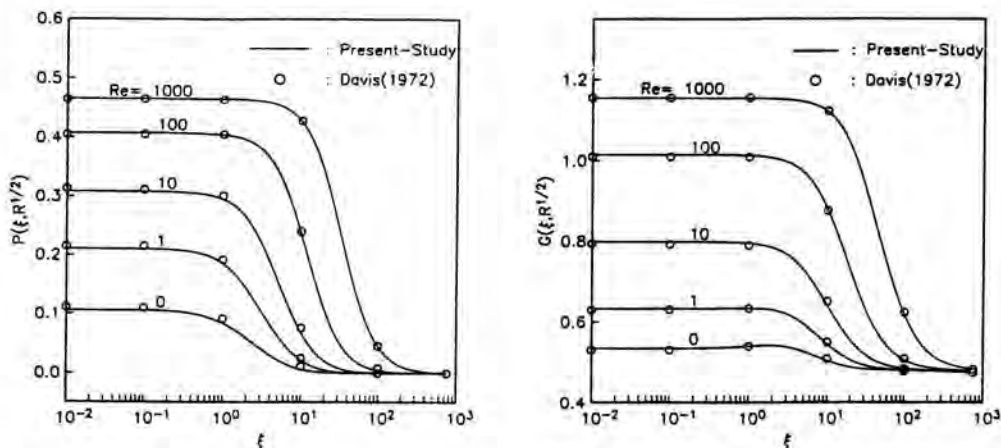 0.6
0.5
0.4
0.3
0.2
0.1
0.0
P(ξ,R^1/2)
: Present-Study
: Davis(1972)
Re= 1000
100
10
1
0
10^-2 10^-1 10^0 10^1 10^2 10^3
ξ
1.2
1.0
0.8
0.6
0.4
G(ξ,R^1/2)
: Present-Study
: Davis(1972)
Re= 1000
100
10
1
0
10^-2 10^-1 10^0 10^1 10^2 10^3
ξ